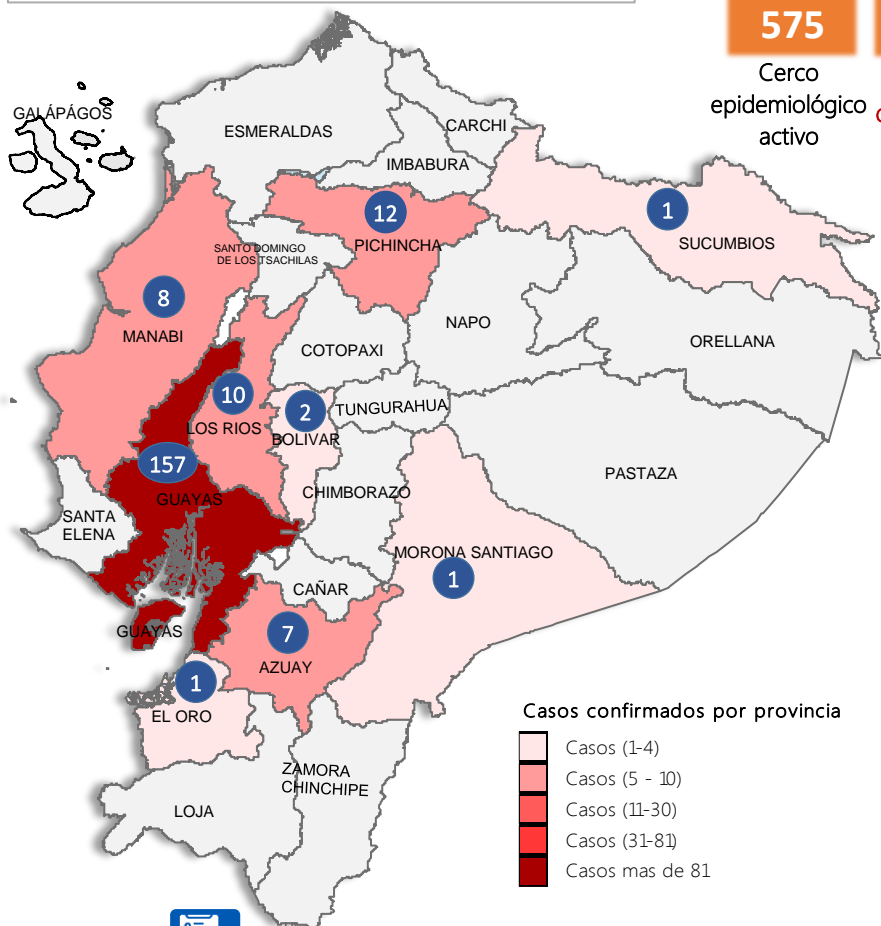 575
Cerco
epidemiológico
activo
GALÁPÁGOS
ESMERALDAS
CARCHI
IMBABURA
12
PICHINCHA
1
SUCUMBIOS
SANTO DOMINGO
DE LOS TSACHILAS
8
MANABI
NAPO
ORELLANA
COTOPAXI
10
LOS RIOS
2
BOLIVAR
TUNGURAHUA
157
GUAYAS
PASTAZA
CHIMBORAZO
SANTA
ELENA
MORONA SANTIAGO
1
CAÑAR
GUAYAS
7
AZUAY
1
EL ORO
ZAMORA
CHINCHIPE
LOJA
Casos confirmados por provincia
Casos (1-4)
Casos (5 - 10)
Casos (11-30)
Casos (31-81)
Casos mas de 81